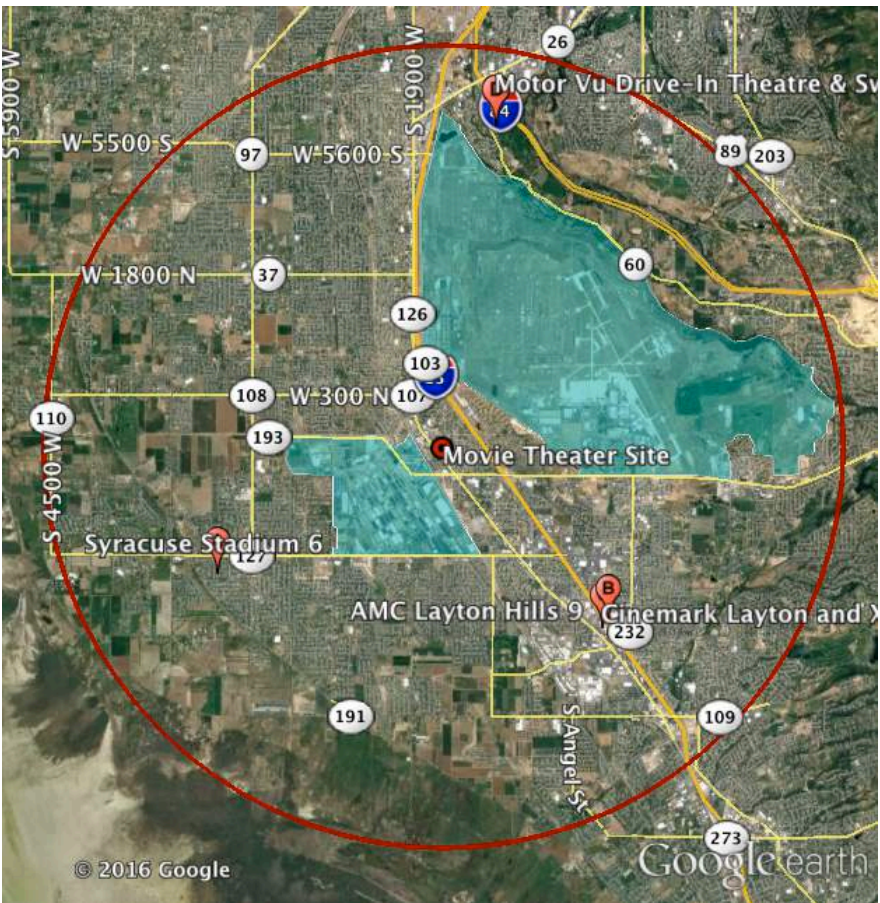 26
S 5900 W
S 1900 W
Motor Vu Drive-In Theatre & Sw
84
W 5500 S
97
W 5600 S
89
203
W 1800 N
37
60
126
103
108
W 300 N
107
110
193
Movie Theater Site
S 4500 W
Syracuse Stadium 6
127
B
AMC Layton Hills 9
Cinemark Layton and X
232
191
109
S Angel St
273
© 2016 Google
Google earth